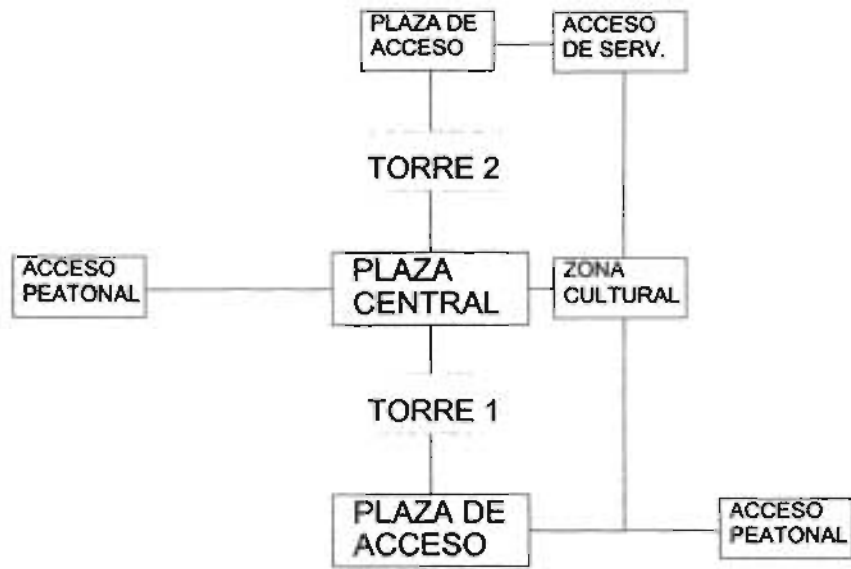 PLAZA DE
ACCESO
ACCESO
DE SERV.
TORRE 2
ACCESO
PEATONAL
PLAZA
CENTRAL
ZONA
CULTURAL
TORRE 1
PLAZA DE
ACCESO
ACCESO
PEATONAL